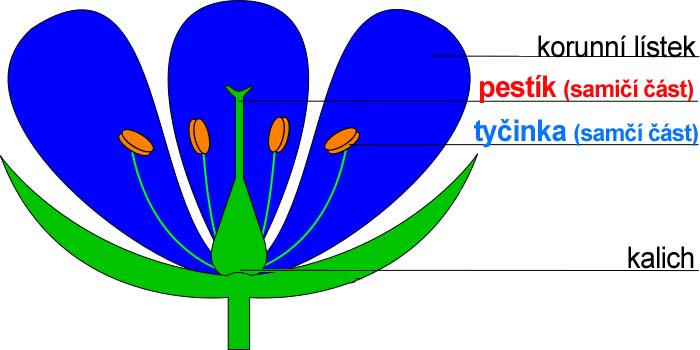 korunní lístek
pestík (samičí část)
tyčinka (samčí část)
kalich